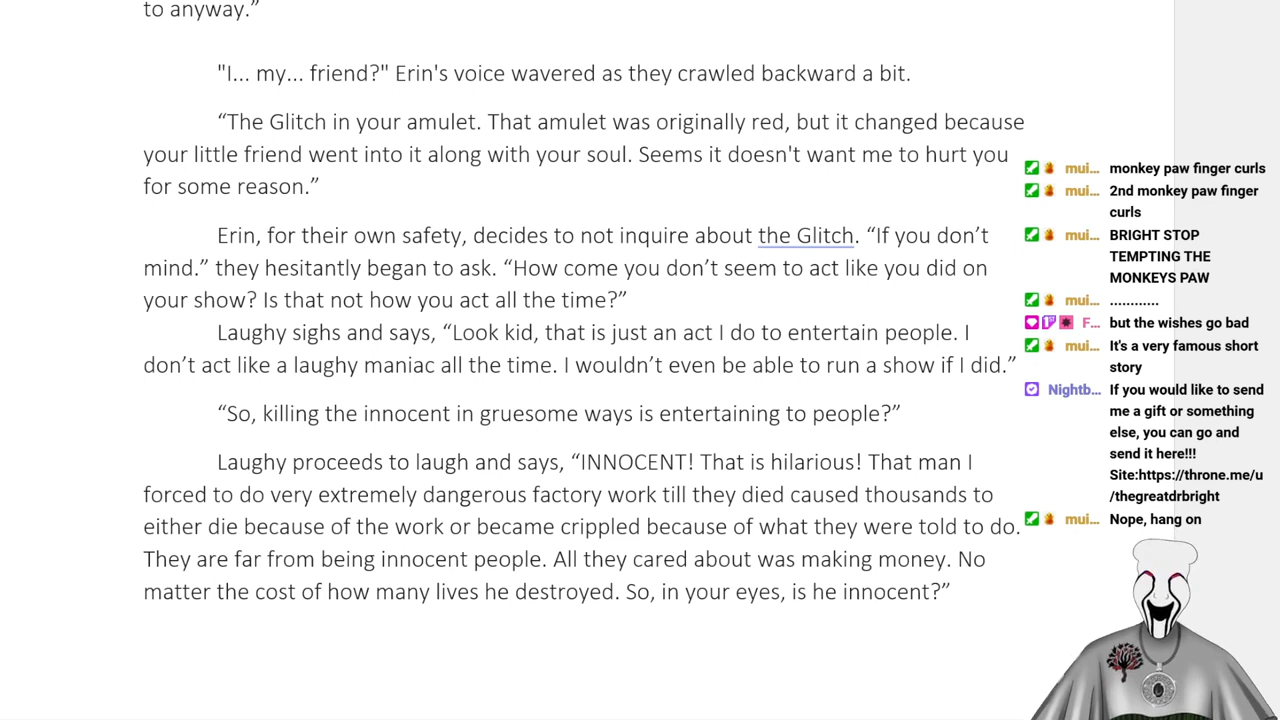 to anyway.”
"I... my... friend?" Erin's voice wavered as they crawled backward a bit.
“The Glitch in your amulet. That amulet was originally red, but it changed because
your little friend went into it along with your soul. Seems it doesn't want me to hurt you
for some reason.”
Erin, for their own safety, decides to not inquire about the Glitch. “If you don’t
mind.” they hesitantly began to ask. “How come you don’t seem to act like you did on
your show? Is that not how you act all the time?”
Laughy sighs and says, “Look kid, that is just an act I do to entertain people. I
don’t act like a laughy maniac all the time. I wouldn’t even be able to run a show if I did.”
“So, killing the innocent in gruesome ways is entertaining to people?”
Laughy proceeds to laugh and says, “INNOCENT! That is hilarious! That man I
forced to do very extremely dangerous factory work till they died caused thousands to
either die because of the work or became crippled because of what they were told to do.
They are far from being innocent people. All they cared about was making money. No
matter the cost of how many lives he destroyed. So, in your eyes, is he innocent?”
mui... monkey paw finger curls
mui... 2nd monkey paw finger
curls
mui... BRIGHT STOP
TEMPTING THE
MONKEYS PAW
mui... ............
F... but the wishes go bad
mui... It's a very famous short
story
Nightb... If you would like to send
me a gift or something
else, you can go and
send it here!!!
Site:https://throne.me/u
/thegreatdrbright
mui... Nope, hang on